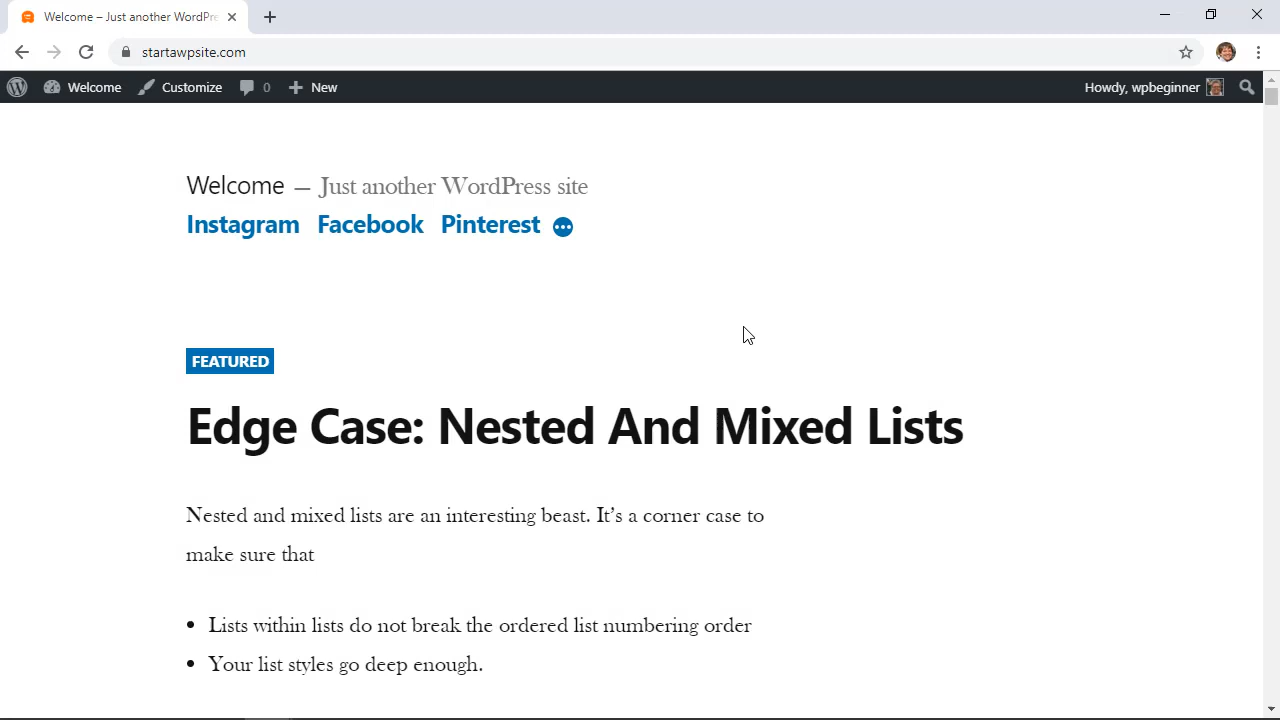 Welcome – Just another WordPre
startawpsite.com
Welcome Customize 0 New Howdy, wpbeginner
Welcome — Just another WordPress site
Instagram Facebook Pinterest
FEATURED
Edge Case: Nested And Mixed Lists
Nested and mixed lists are an interesting beast. It’s a corner case to
make sure that
• Lists within lists do not break the ordered list numbering order
• Your list styles go deep enough.